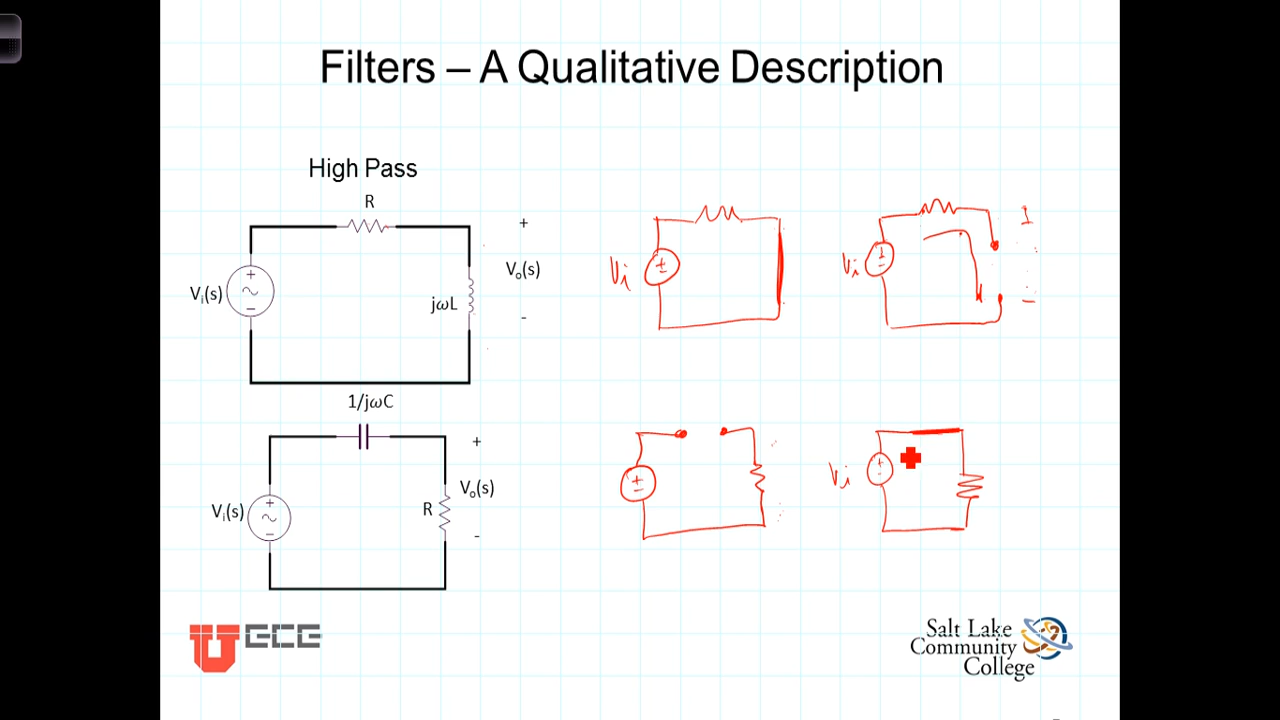 Filters – A Qualitative Description
High Pass
R
+
Vᵢ(s)
+
–
jωL
Vₒ(s)
-
Vi
+
–
Vi
+
–
1/jωC
+
Vᵢ(s)
+
–
R
Vₒ(s)
-
+
–
Vi
+
–
U ECE
Salt Lake
Community
College